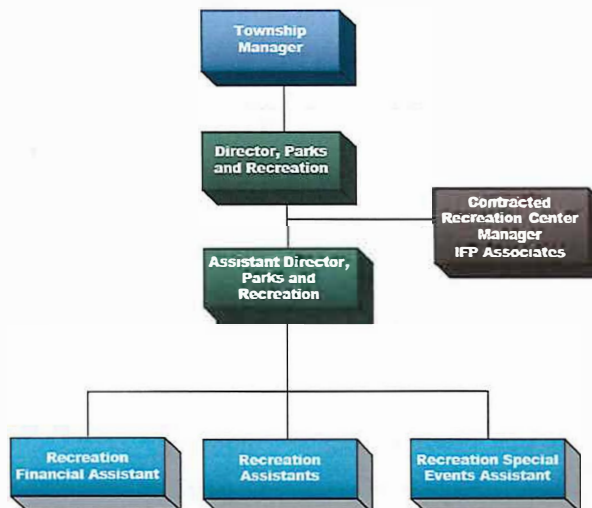 Township
Manager
Director, Parks
and Recreation
Contracted
Recreation Center
Manager
IFP Associates
Assistant Director,
Parks and
Recreation
Recreation
Financial Assistant
Recreation
Assistants
Recreation Special
Events Assistant